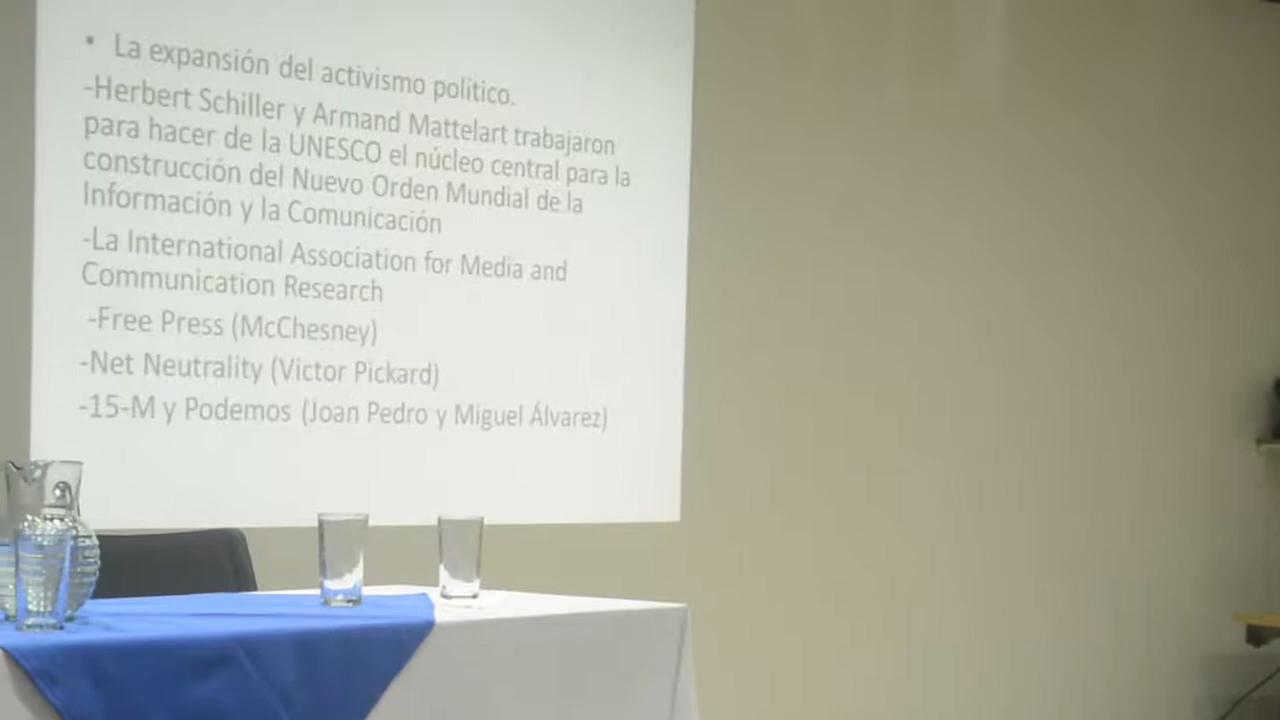 • La expansión del activismo político.
-Herbert Schiller y Armand Mattelart trabajaron
para hacer de la UNESCO el núcleo central para la
construcción del Nuevo Orden Mundial de la
Información y la Comunicación
-La International Association for Media and
Communication Research
-Free Press (McChesney)
-Net Neutrality (Victor Pickard)
-15-M y Podemos (Joan Pedro y Miguel Álvarez)